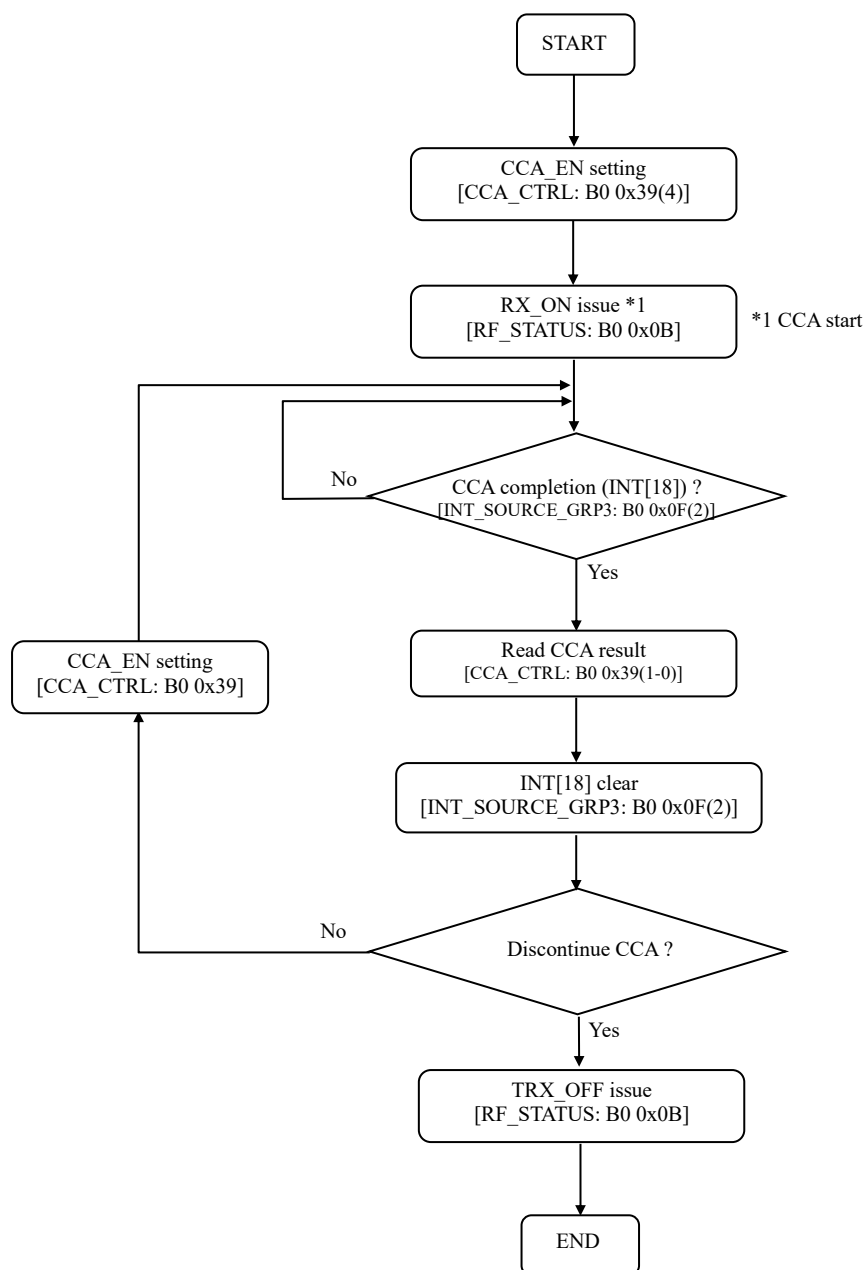 START
CCA_EN setting
[CCA_CTRL: B0 0x39(4)]
RX_ON issue *1
[RF_STATUS: B0 0x0B]
*1 CCA start
No
CCA completion (INT[18]) ?
[INT_SOURCE_GRP3: B0 0x0F(2)]
Yes
Read CCA result
[CCA_CTRL: B0 0x39(1-0)]
CCA_EN setting
[CCA_CTRL: B0 0x39]
INT[18] clear
[INT_SOURCE_GRP3: B0 0x0F(2)]
No
Discontinue CCA ?
Yes
TRX_OFF issue
[RF_STATUS: B0 0x0B]
END